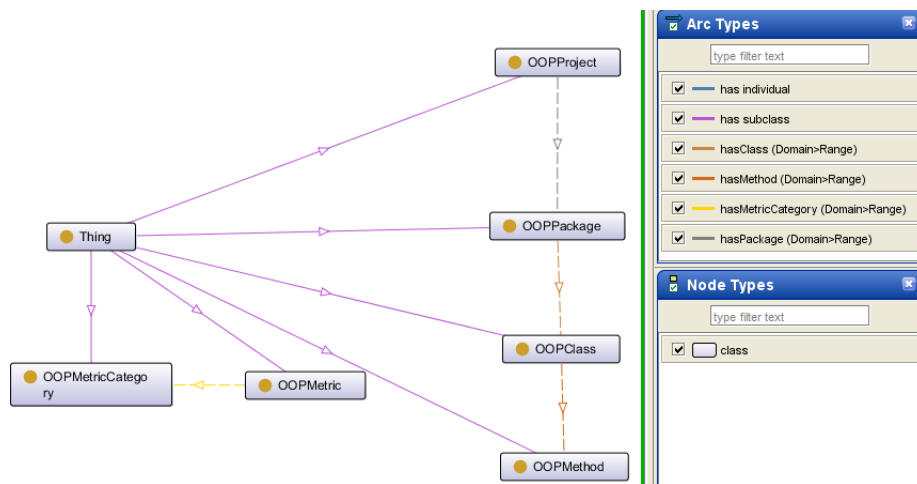 OOPProject
OOPPackage
Thing
OOPClass
OOPMetricCatego
ry
OOPMetric
OOPMethod
Arc Types
type filter text
has individual
has subclass
hasClass (Domain>Range)
hasMethod (Domain>Range)
hasMetricCategory (Domain>Range)
hasPackage (Domain>Range)
Node Types
type filter text
class